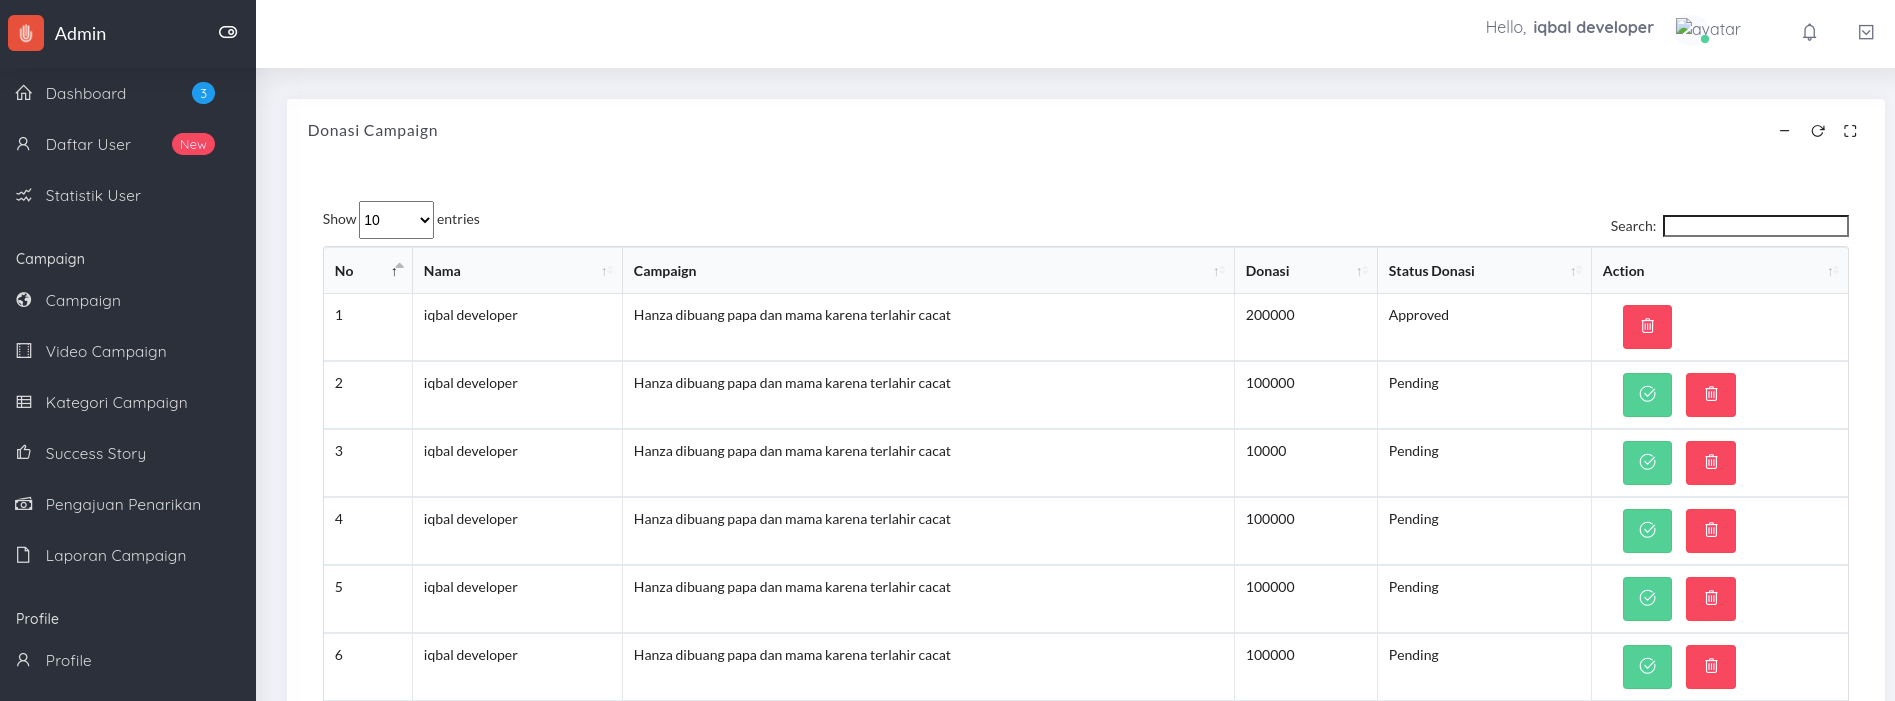 Admin
Hello, iqbal developer
avatar
Dashboard 3
Daftar User New
Statistik User
Campaign
Campaign
Video Campaign
Kategori Campaign
Success Story
Pengajuan Penarikan
Laporan Campaign
Profile
Profile
Donasi Campaign
Show 10 entries
Search:
No Nama Campaign Donasi Status Donasi Action
1 iqbal developer Hanza dibuang papa dan mama karena terlahir cacat 200000 Approved
2 iqbal developer Hanza dibuang papa dan mama karena terlahir cacat 100000 Pending
3 iqbal developer Hanza dibuang papa dan mama karena terlahir cacat 10000 Pending
4 iqbal developer Hanza dibuang papa dan mama karena terlahir cacat 100000 Pending
5 iqbal developer Hanza dibuang papa dan mama karena terlahir cacat 100000 Pending
6 iqbal developer Hanza dibuang papa dan mama karena terlahir cacat 100000 Pending